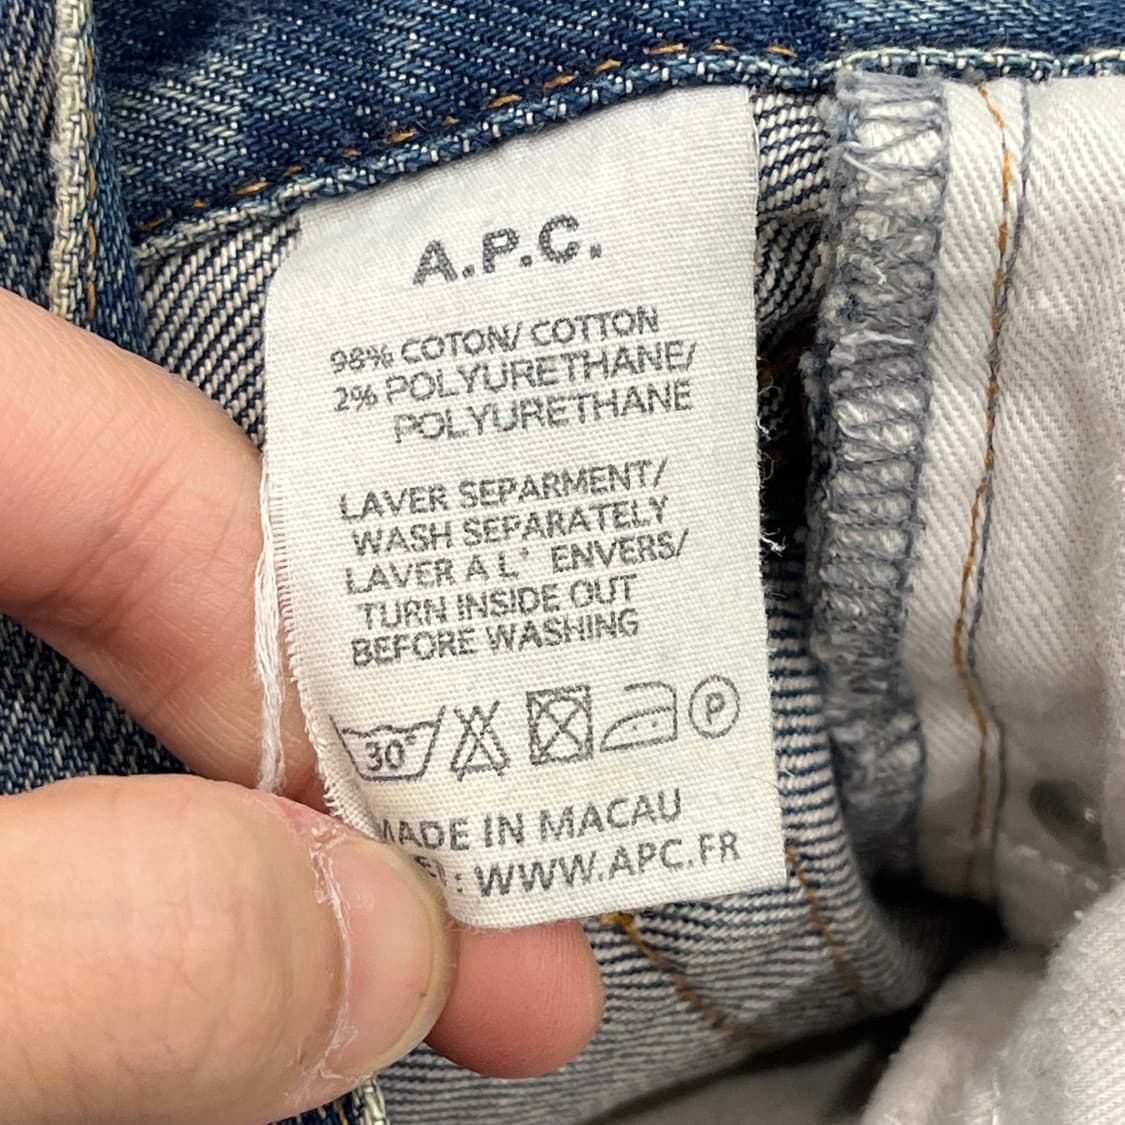 A.P.C.
98% COTON/ COTTON
2% POLYURETHANE/
POLYURETHANE
LAVER SEPARMENT/
WASH SEPARATELY
LAVER A L' ENVERS/
TURN INSIDE OUT
BEFORE WASHING
30° P
MADE IN MACAU
: WWW.APC.FR